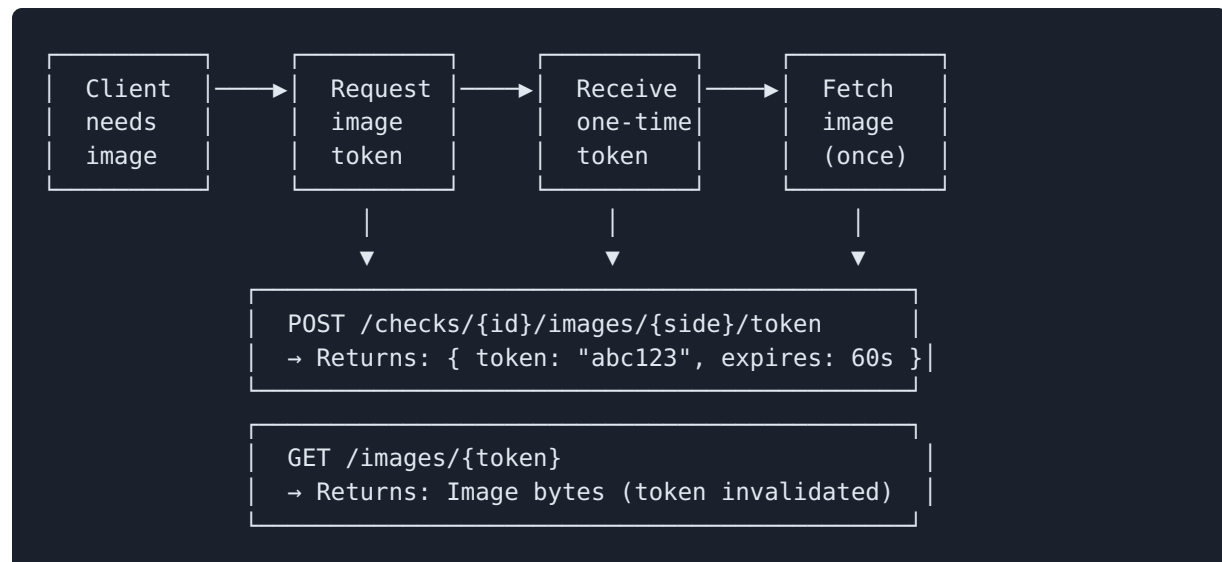 Client Request Receive Fetch
needs image one-time image
image token token (once)
POST /checks/{id}/images/{side}/token
→ Returns: { token: "abc123", expires: 60s }
GET /images/{token}
→ Returns: Image bytes (token invalidated)